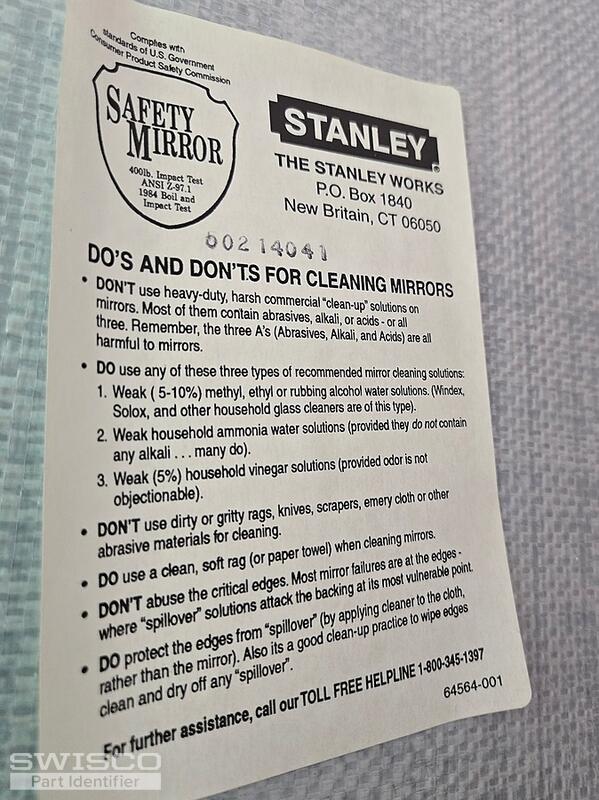 Complies with
standards of U.S. Government
Consumer Product Safety Commission
SAFETY
MIRROR
400lb. Impact Test
ANSI Z-97.1
1984 Boil and
Impact Test
STANLEY®
THE STANLEY WORKS
P.O. Box 1840
New Britain, CT 06050
60214041
DO'S AND DON'TS FOR CLEANING MIRRORS
• DON'T use heavy-duty, harsh commercial "clean-up" solutions on
mirrors. Most of them contain abrasives, alkali, or acids - or all
three. Remember, the three A's (Abrasives, Alkali, and Acids) are all
harmful to mirrors.
• DO use any of these three types of recommended mirror cleaning solutions:
1. Weak ( 5-10%) methyl, ethyl or rubbing alcohol water solutions. (Windex,
Solox, and other household glass cleaners are of this type).
2. Weak household ammonia water solutions (provided they do not contain
any alkali . . . many do).
3. Weak (5%) household vinegar solutions (provided odor is not
objectionable).
• DON'T use dirty or gritty rags, knives, scrapers, emery cloth or other
abrasive materials for cleaning.
• DO use a clean, soft rag (or paper towel) when cleaning mirrors.
• DON'T abuse the critical edges. Most mirror failures are at the edges -
where "spillover" solutions attack the backing at its most vulnerable point.
• DO protect the edges from "spillover" (by applying cleaner to the cloth,
rather than the mirror). Also its a good clean-up practice to wipe edges
clean and dry off any "spillover".
For further assistance, call our TOLL FREE HELPLINE 1-800-345-1397
64564-001
SWISCO
Part Identifier